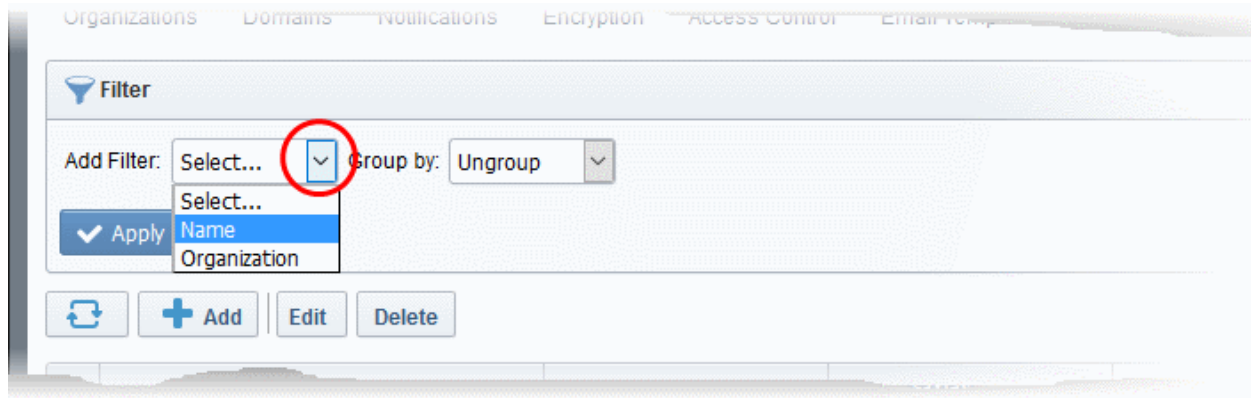 Organizations Domains Notifications Encryption Access Control
Filter
Add Filter: Select... Group by: Ungroup
Select...
Apply Name
Organization
Add Edit Delete